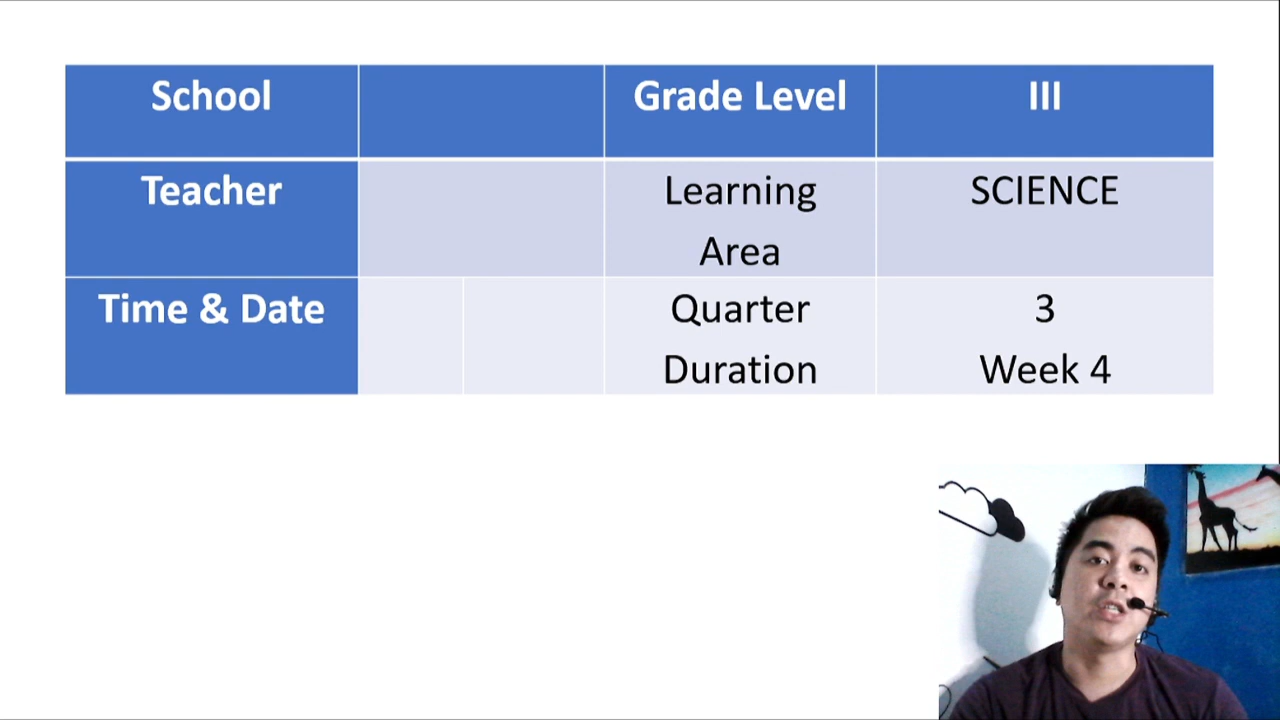 School Grade Level III
Teacher Learning SCIENCE
Area
Time & Date Quarter 3
Duration Week 4